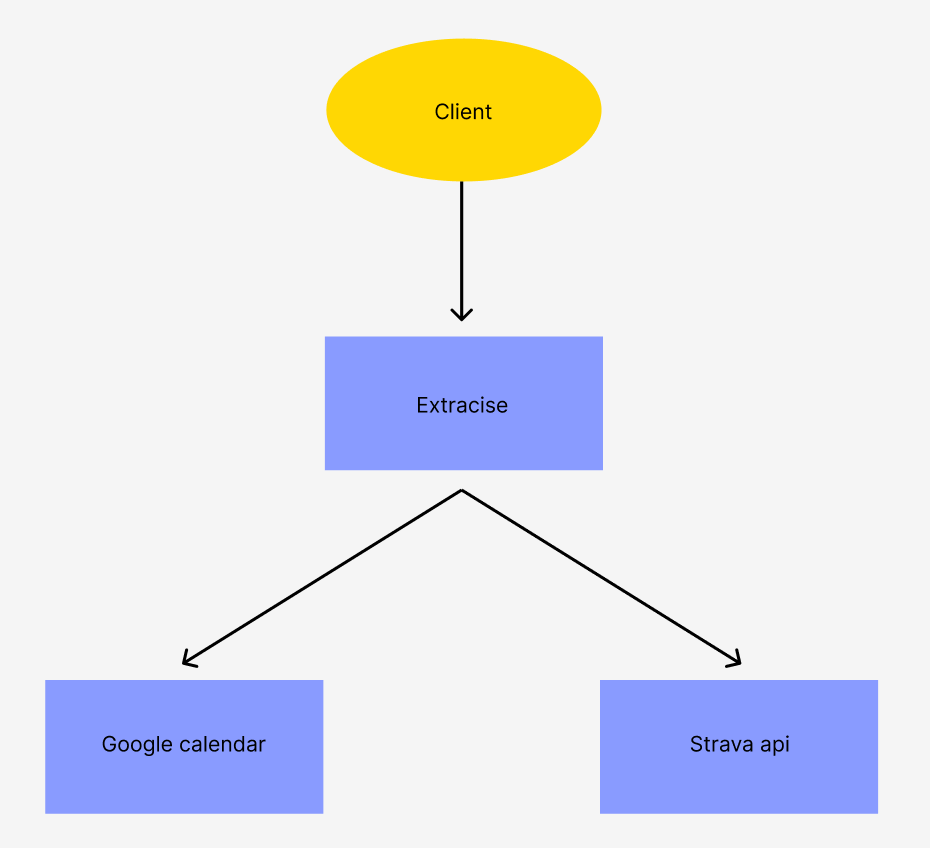 Client
Extracise
Google calendar
Strava api